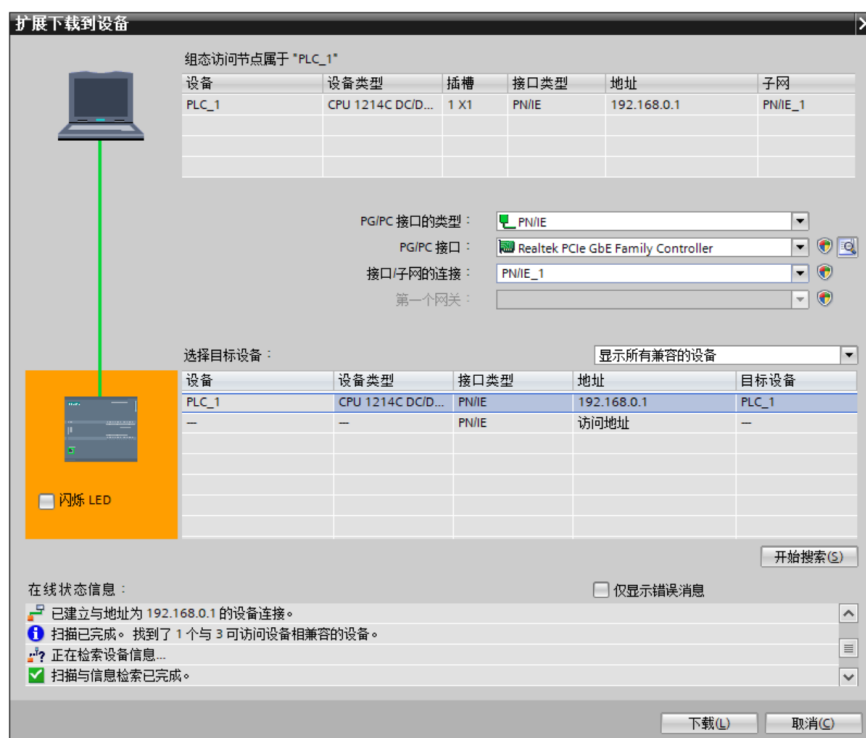 扩展下载到设备
组态访问节点属于 "PLC_1"
设备 设备类型 插槽 接口类型 地址 子网
PLC_1 CPU 1214C DC/D... 1 X1 PN/IE 192.168.0.1 PN/IE_1
PG/PC 接口的类型： PN/IE
PG/PC 接口： Realtek PCIe GbE Family Controller
接口/子网的连接： PN/IE_1
第一个网关：
选择目标设备： 显示所有兼容的设备
设备 设备类型 接口类型 地址 目标设备
PLC_1 CPU 1214C DC/D... PN/IE 192.168.0.1 PLC_1
— — PN/IE 访问地址 —
闪烁 LED
开始搜索(S)
在线状态信息： 仅显示错误消息
已建立与地址为 192.168.0.1 的设备连接。
扫描已完成。找到了 1 个与 3 可访问设备相兼容的设备。
正在检索设备信息...
扫描与信息检索已完成。
下载(L) 取消(C)